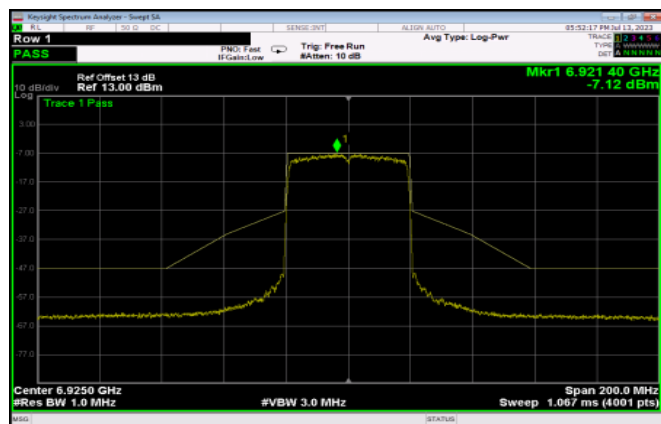 Keysight Spectrum Analyzer - Swept SA
RL RF 50 Ω DC SENSE:INT ALIGN AUTO 05:52:17 PM Jul 13, 2023
Row 1
PASS
PNO: Fast
IFGain:Low
Trig: Free Run
#Atten: 10 dB
Avg Type: Log-Pwr
TRACE 1 2 3 4 5 6
TYPE A WWWWW
DET A N N N N N
Ref Offset 13 dB
Ref 13.00 dBm
10 dB/div
Log
Mkr1 6.921 40 GHz
-7.12 dBm
Trace 1 Pass
1
3.00
-7.00
-17.0
-27.0
-37.0
-47.0
-57.0
-67.0
-77.0
Center 6.9250 GHz
Span 200.0 MHz
#Res BW 1.0 MHz
#VBW 3.0 MHz
Sweep 1.067 ms (4001 pts)
MSG
STATUS